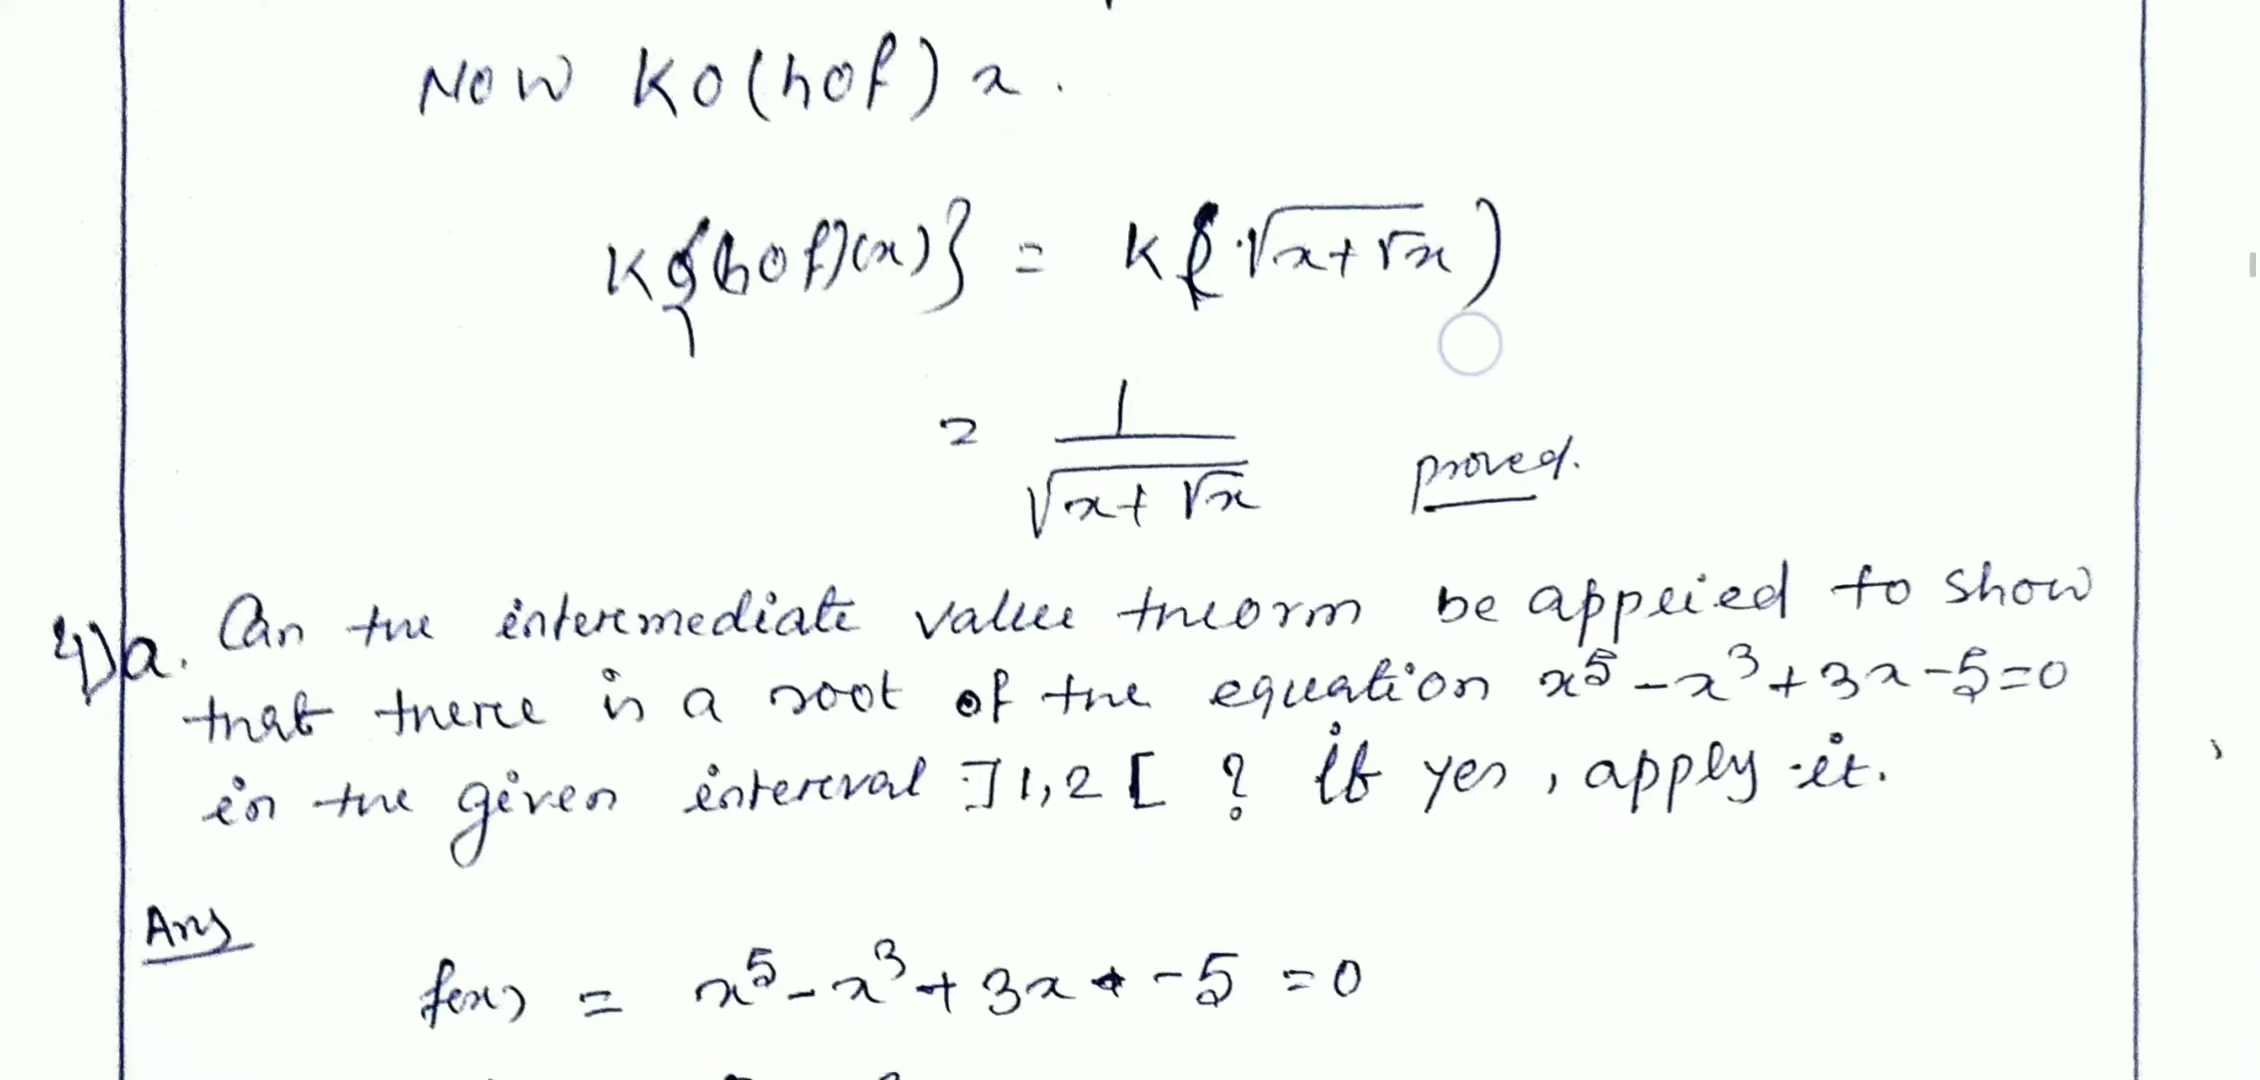 Now KO(hof)x.
K{(hof)(x)} = K(√(x+√x))
= 1/√(x+√x) proved.
4)a. Can the interemediate value theorm be applied to show
that there is a root of the equation x⁵-x³+3x-5=0
in the given interval ]1,2[ ? if yes, apply it.
Ans
f(x) = x⁵-x³+3x-5=0